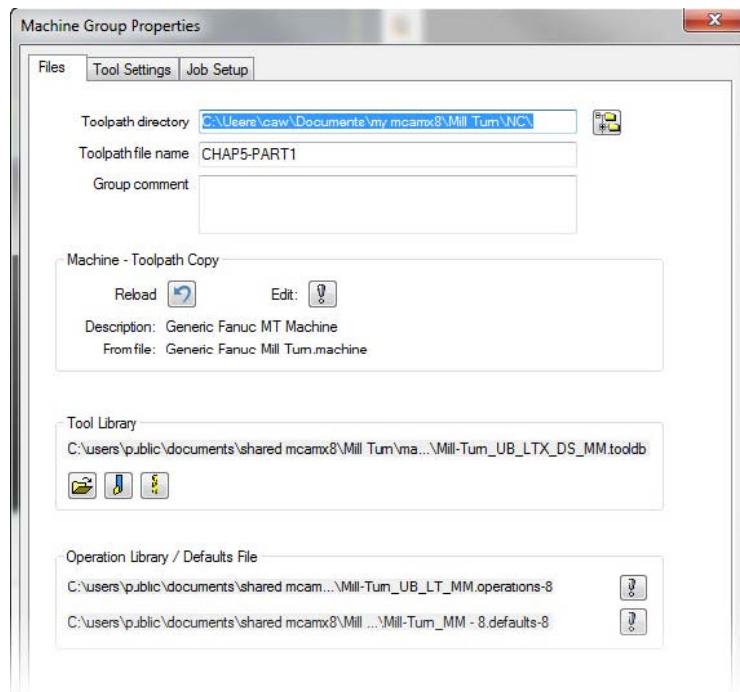 Machine Group Properties
Files
Tool Settings
Job Setup
Toolpath directory C:\Users\caw\Documents\my mcamx8\Mill Turn\NC\
Toolpath file name CHAP5-PART1
Group comment
Machine - Toolpath Copy
Reload Edit:
Description: Generic Fanuc MT Machine
From file: Generic Fanuc Mill Turn.machine
Tool Library
C:\users\public\documents\shared mcamx8\Mill Turn\ma...\Mill-Turn_UB_LTX_DS_MM.tooldb
Operation Library / Defaults File
C:\users\public\documents\shared mcam...\Mill-Turn_UB_LT_MM.operations-8
C:\users\public\documents\shared mcamx8\Mill ...\Mill-Turn_MM - 8.defaults-8